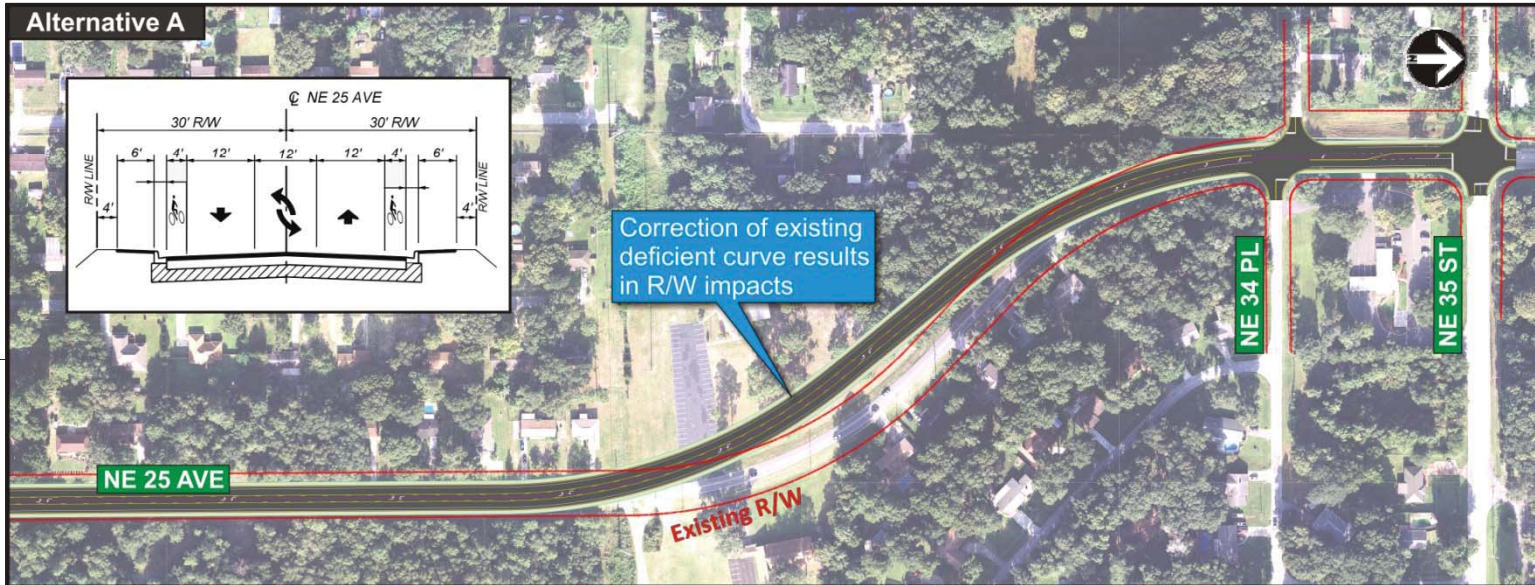 Alternative A
℄ NE 25 AVE
30' R/W 30' R/W
6' 4' 12' 12' 12' 4' 6'
R/W LINE
R/W LINE
4'
4'
Correction of existing
deficient curve results
in R/W impacts
NE 25 AVE
Existing R/W
NE 34 PL
NE 35 ST
N